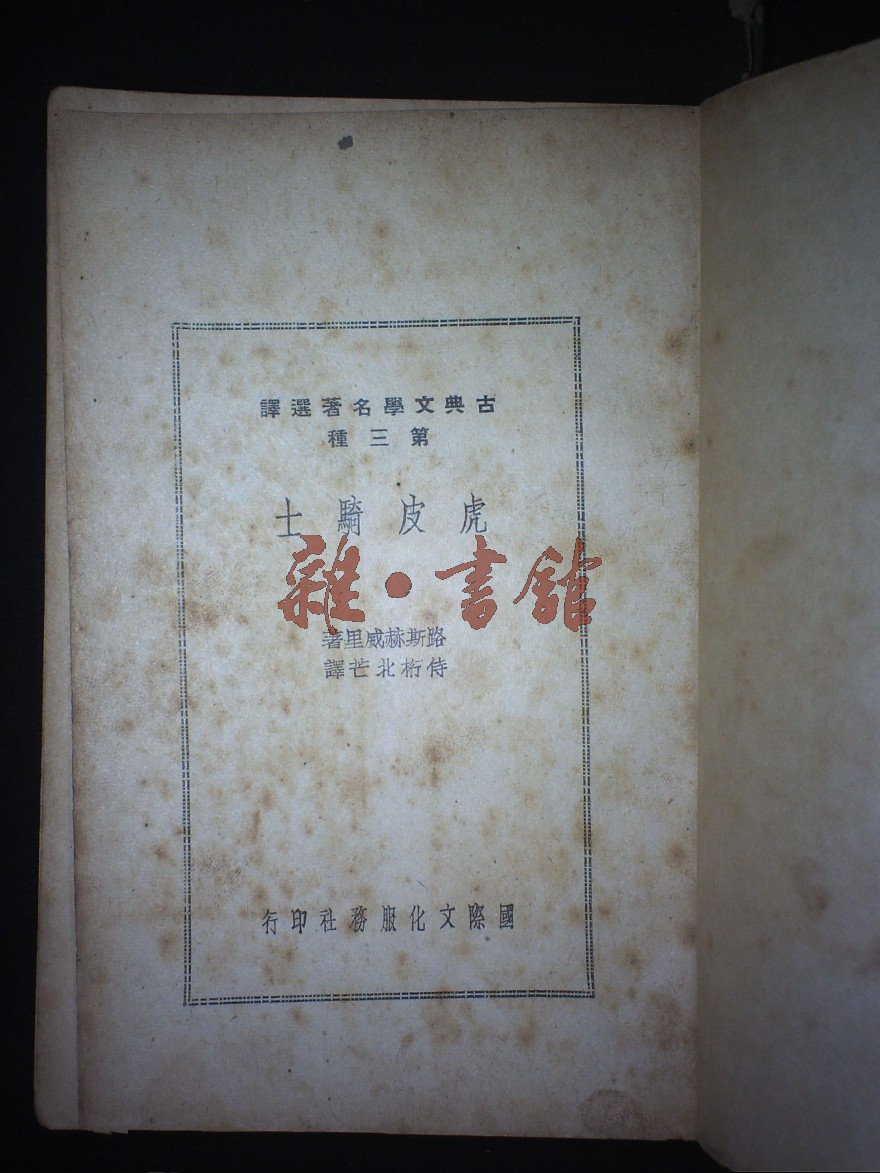 古典文學名著選譯
第三種
虎皮騎士
雜·書館
路斯赫威里著
侍桁北芒譯
國際文化服務社印行